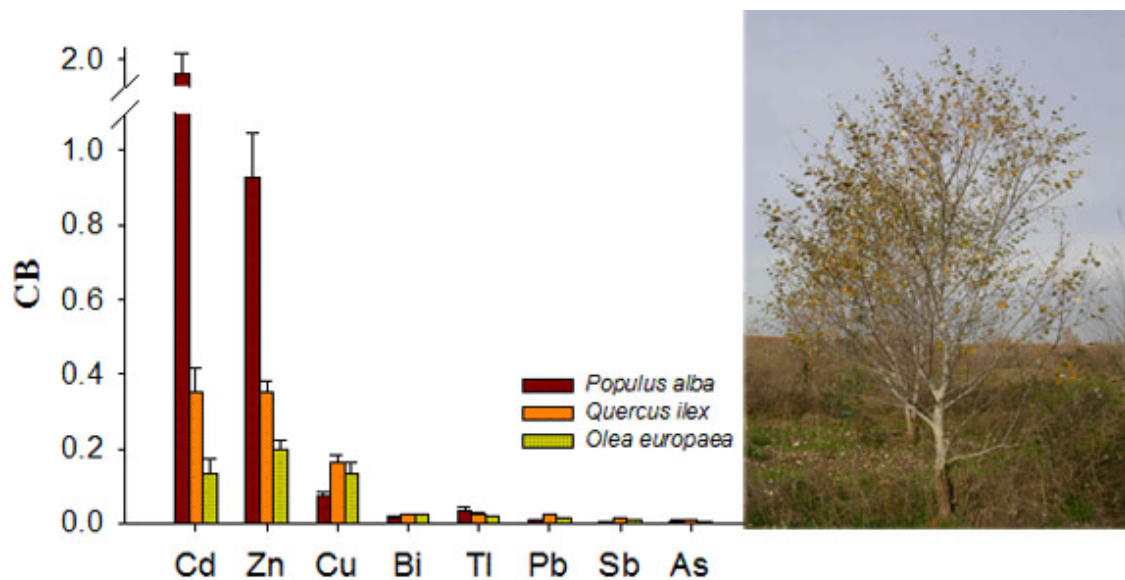 2.0
1.0
0.8
0.6
0.4
0.2
0.0
CB
Populus alba
Quercus ilex
Olea europaea
Cd Zn Cu Bi Tl Pb Sb As